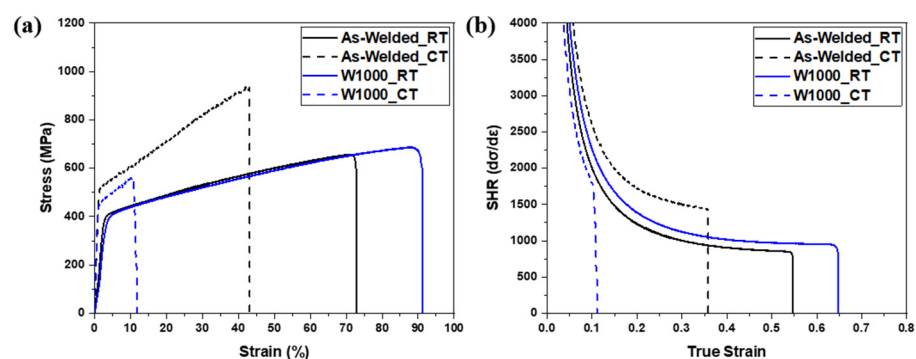 (a)
1200
1000
800
600
400
200
0
Stress (MPa)
0 10 20 30 40 50 60 70 80 90 100
Strain (%)
As-Welded_RT
As-Welded_CT
W1000_RT
W1000_CT
(b)
4000
3500
3000
2500
2000
1500
1000
500
0
SHR (dσ/dε)
0.0 0.1 0.2 0.3 0.4 0.5 0.6 0.7 0.8
True Strain
As-Welded_RT
As-Welded_CT
W1000_RT
W1000_CT